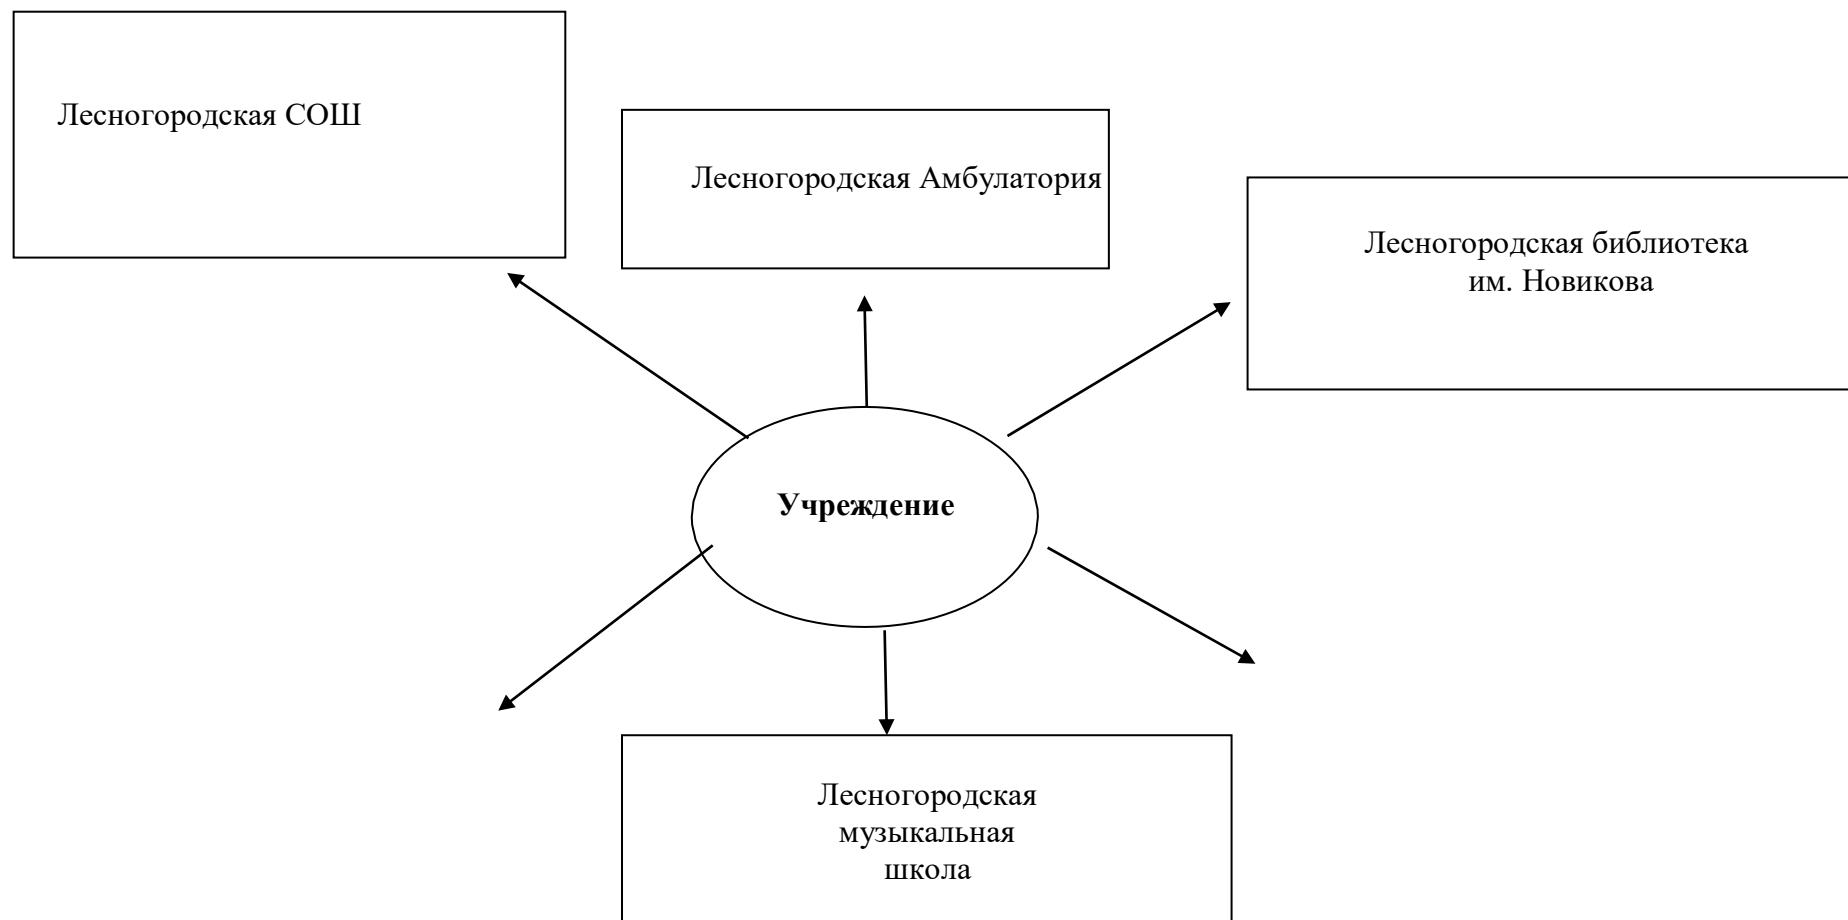 Лесногородская СОШ
Лесногородская Амбулатория
Лесногородская библиотека
им. Новикова
Учреждение
Лесногородская
музыкальная
школа